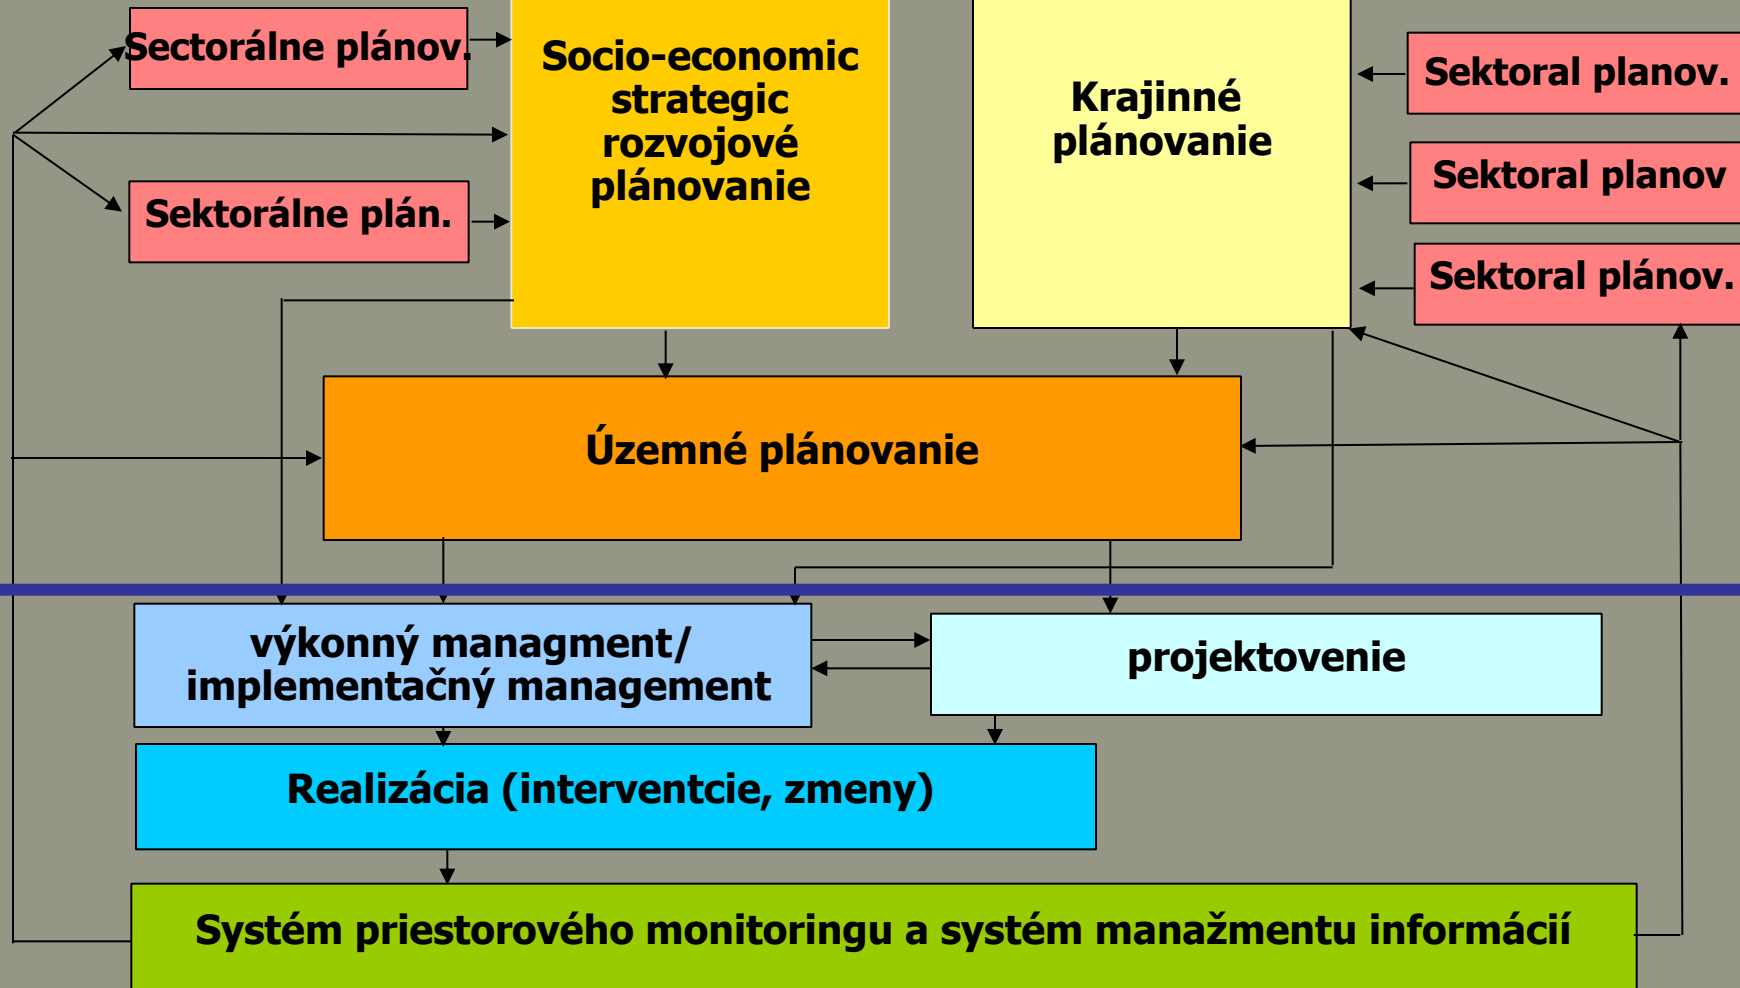 Sectorálne plánov.
Socio-economic
strategic
rozvojové
plánovanie
Krajinné
plánovanie
Sektoral planov.
Sektoral planov
Sektorálne plán.
Sektoral plánov.
Územné plánovanie
výkonný managment/
implementačný management
projektovenie
Realizácia (interventcie, zmeny)
Systém priestorového monitoringu a systém manažmentu informácií